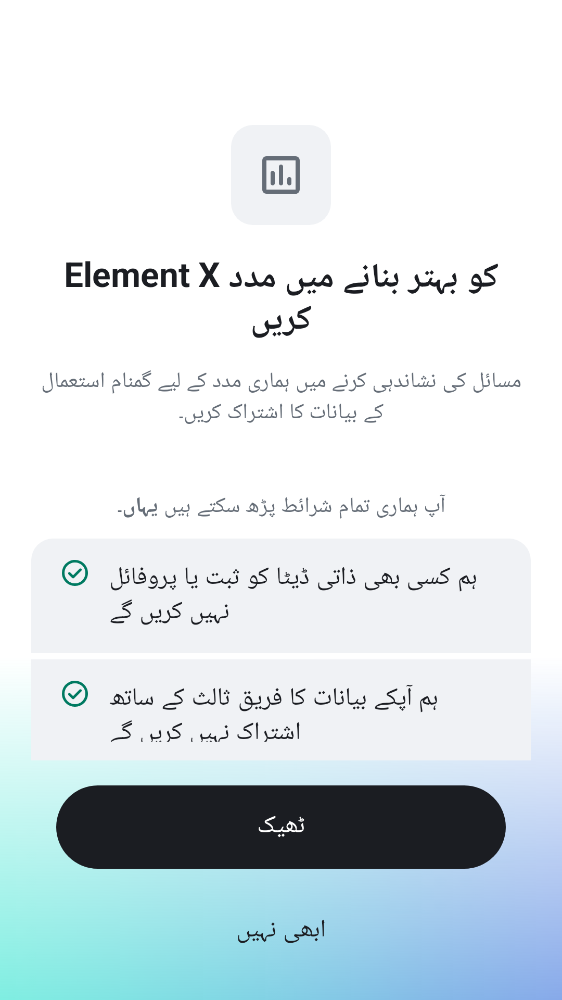 Element X کو بہتر بنانے میں مدد
کریں
مسائل کی نشاندہی کرنے میں ہماری مدد کے لیے گمنام استعمال
کے بیانات کا اشتراک کریں۔
آپ ہماری تمام شرائط پڑھ سکتے ہیں یہاں۔
ہم کسی بھی ذاتی ڈیٹا کو ثبت یا پروفائل
نہیں کریں گے
ہم آپکے بیانات کا فریق ثالث کے ساتھ
اشتراک نہیں کریں گے
ٹھیک
ابھی نہیں